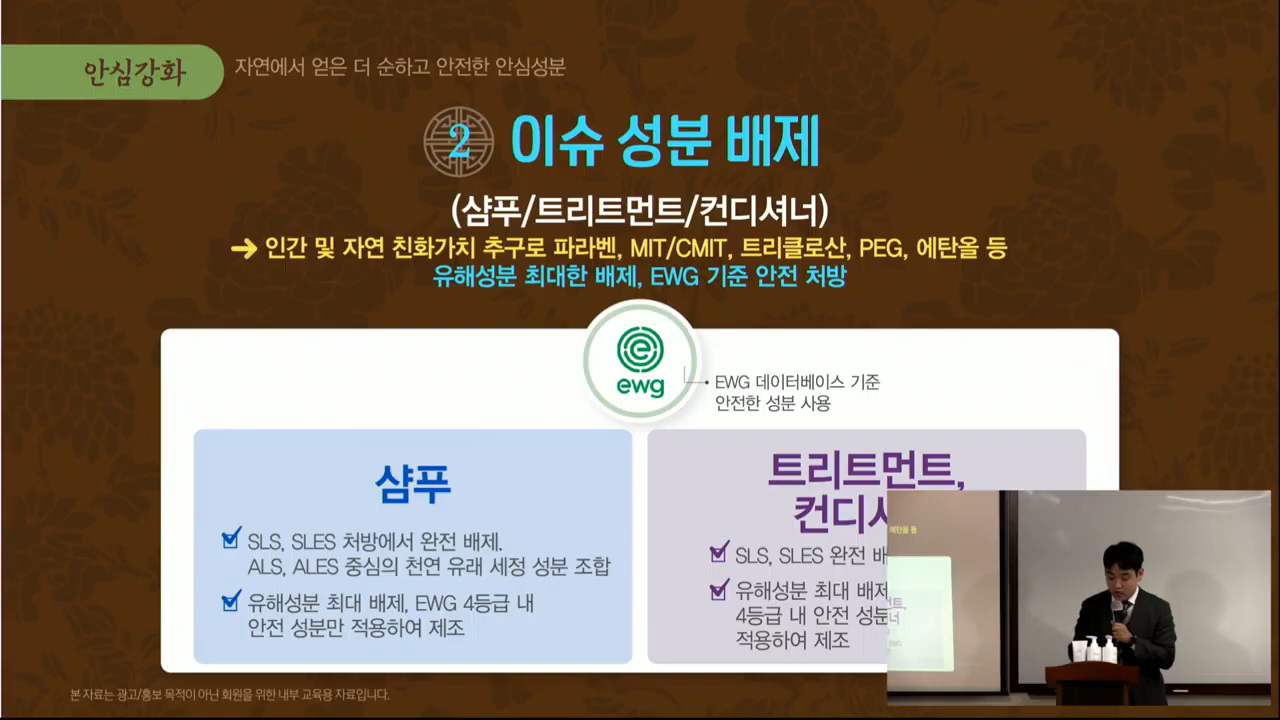 안심강화
자연에서 얻은 더 순하고 안전한 안심성분
2 이슈 성분 배제
(샴푸/트리트먼트/컨디셔너)
➔ 인간 및 자연 친화가치 추구로 파라벤, MIT/CMIT, 트리클로산, PEG, 에탄올 등
유해성분 최대한 배제, EWG 기준 안전 처방
ewg
EWG 데이터베이스 기준
안전한 성분 사용
샴푸
SLS, SLES 처방에서 완전 배제.
ALS, ALES 중심의 천연 유래 세정 성분 조합
유해성분 최대 배제, EWG 4등급 내
안전 성분만 적용하여 제조
트리트먼트,
컨디셔
SLS, SLES 완전 배
유해성분 최대 배제
4등급 내 안전 성분
적용하여 제조
에탄올 등
본 자료는 광고/홍보 목적이 아닌 회원을 위한 내부 교육용 자료입니다.